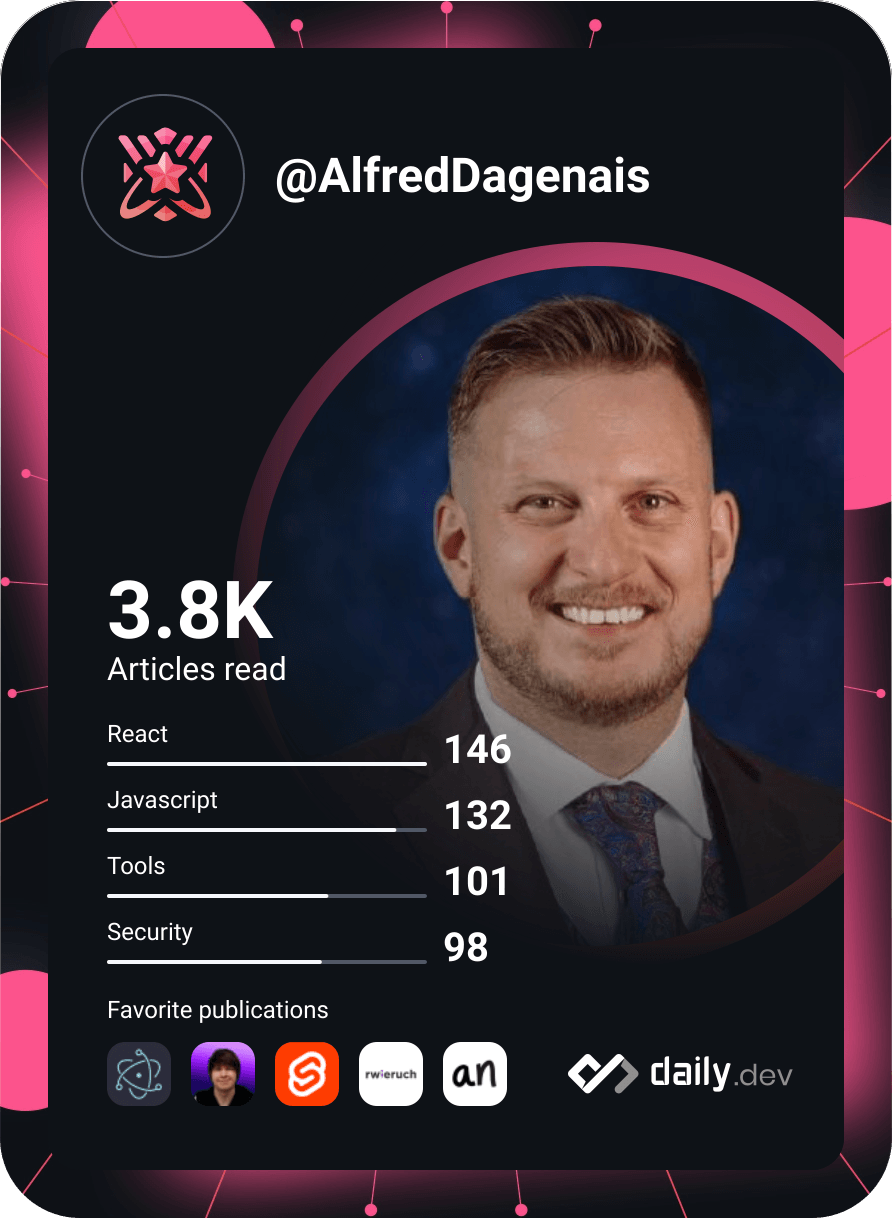 @AlfredDagenais
3.8K
Articles read
React
146
Javascript
132
Tools
101
Security
98
Favorite publications
rwieruch
an
daily.dev